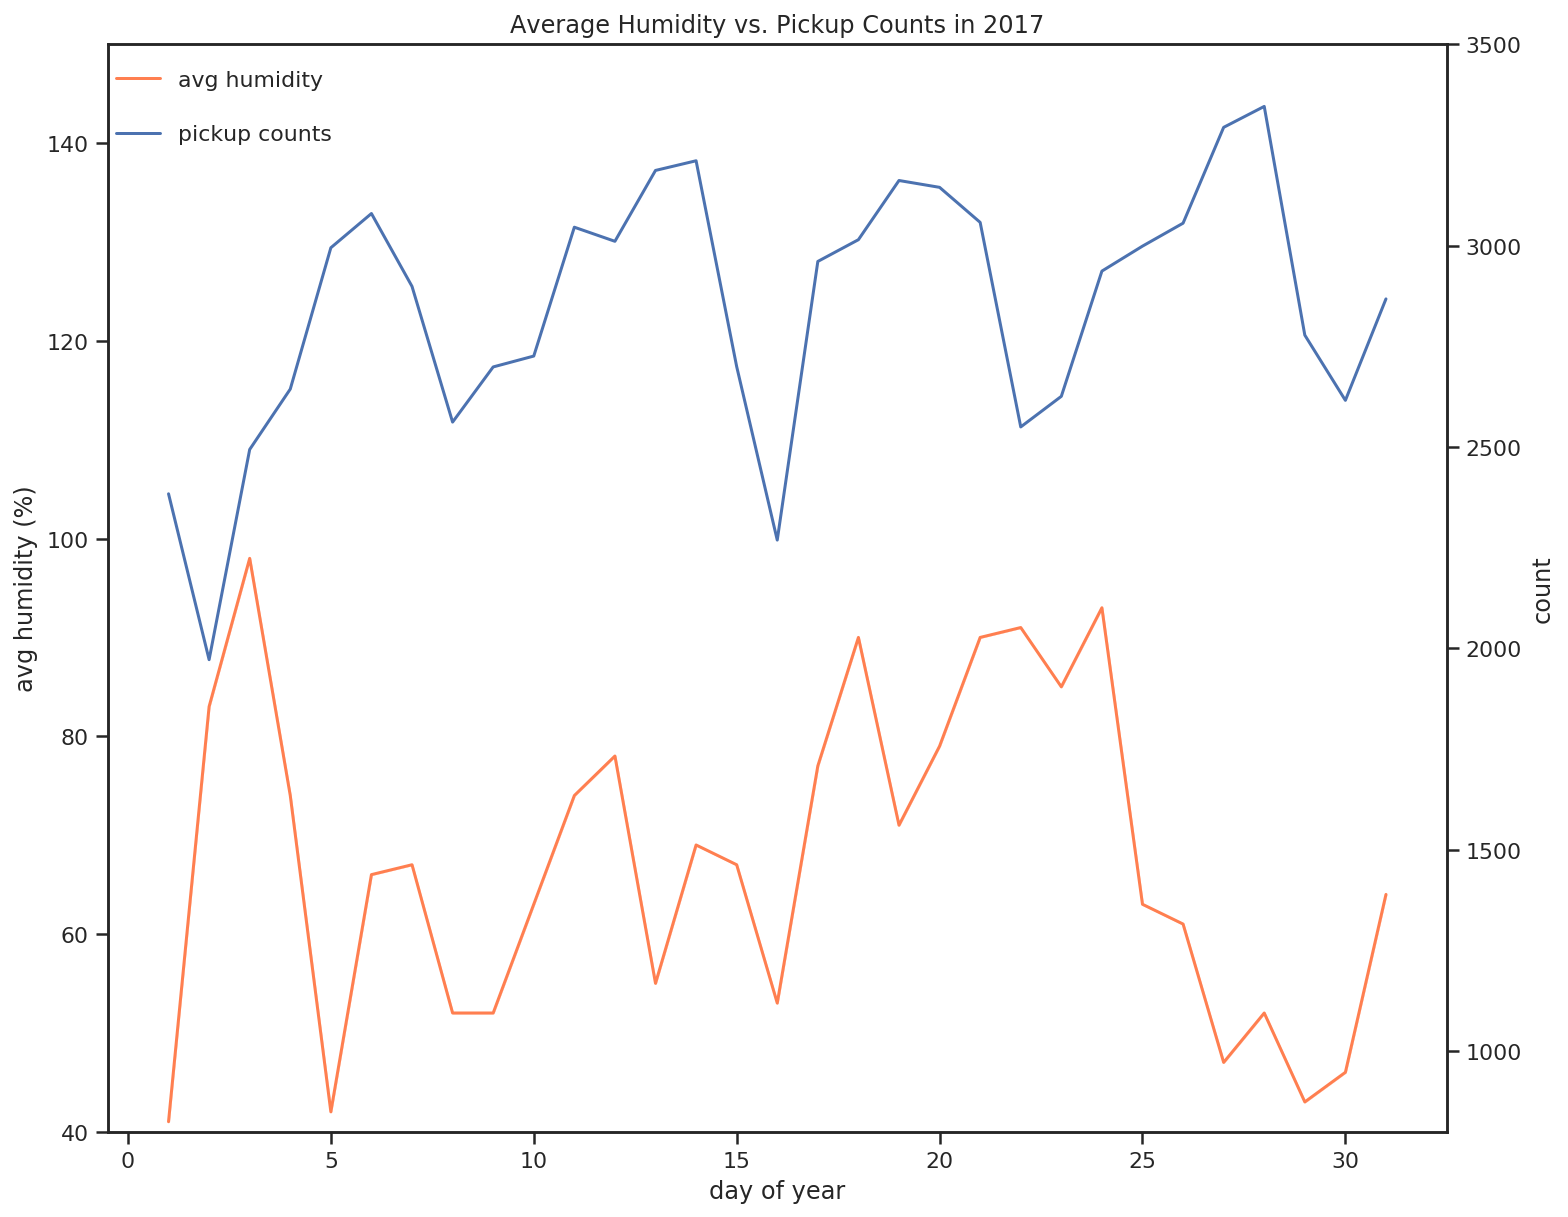 Average Humidity vs. Pickup Counts in 2017
avg humidity
pickup counts
avg humidity (%)
140
120
100
80
60
40
3500
3000
2500
2000
1500
1000
count
0 5 10 15 20 25 30
day of year